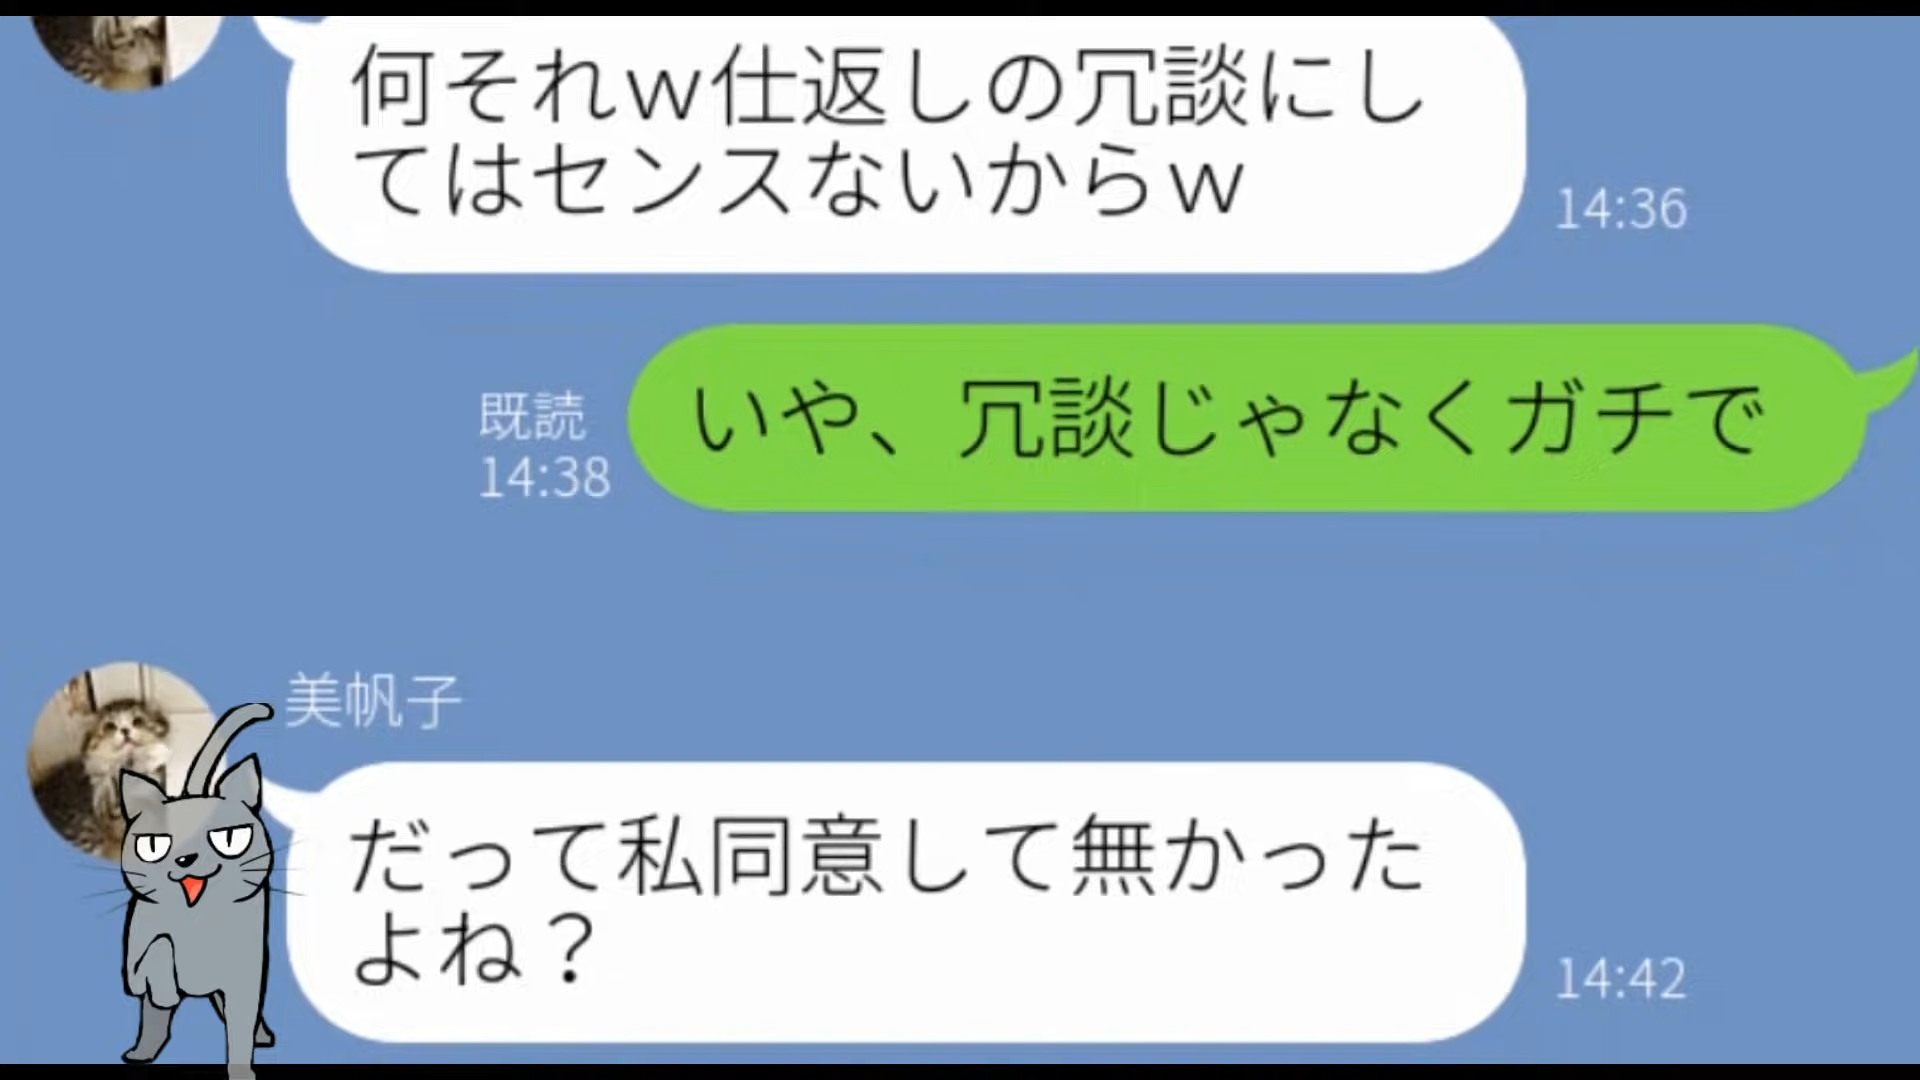 何それｗ仕返しの冗談にし
てはセンスないからｗ
14:36
いや、冗談じゃなくガチで
既読
14:38
美帆子
だって私同意して無かった
よね？
14:42